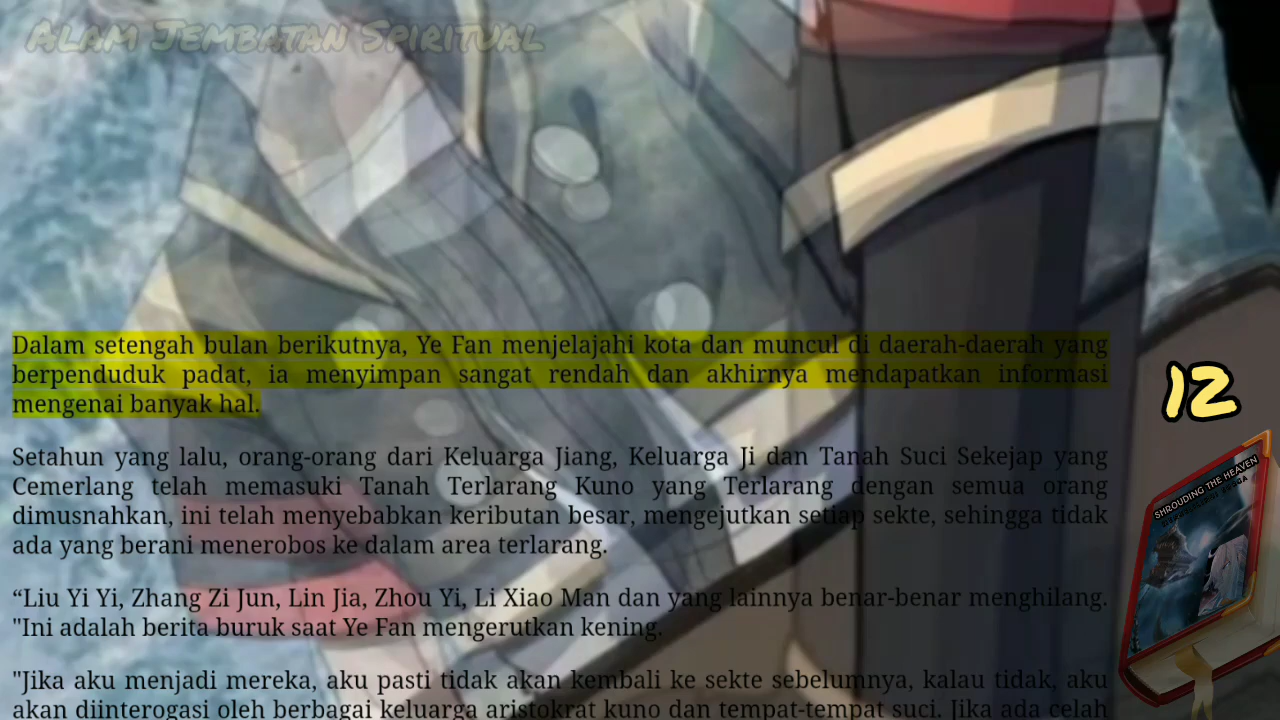 Alam Jembatan Spiritual
Dalam setengah bulan berikutnya, Ye Fan menjelajahi kota dan muncul di daerah-daerah yang
berpenduduk padat, ia menyimpan sangat rendah dan akhirnya mendapatkan informasi
mengenai banyak hal.
Setahun yang lalu, orang-orang dari Keluarga Jiang, Keluarga Ji dan Tanah Suci Sekejap yang
Cemerlang telah memasuki Tanah Terlarang Kuno yang Terlarang dengan semua orang
dimusnahkan, ini telah menyebabkan keributan besar, mengejutkan setiap sekte, sehingga tidak
ada yang berani menerobos ke dalam area terlarang.
“Liu Yi Yi, Zhang Zi Jun, Lin Jia, Zhou Yi, Li Xiao Man dan yang lainnya benar-benar menghilang.
"Ini adalah berita buruk saat Ye Fan mengerutkan kening.
"Jika aku menjadi mereka, aku pasti tidak akan kembali ke sekte sebelumnya, kalau tidak, aku
akan diinterogasi oleh berbagai keluarga aristokrat kuno dan tempat-tempat suci. Jika ada celah
12
SHROUDING THE HEAVEN